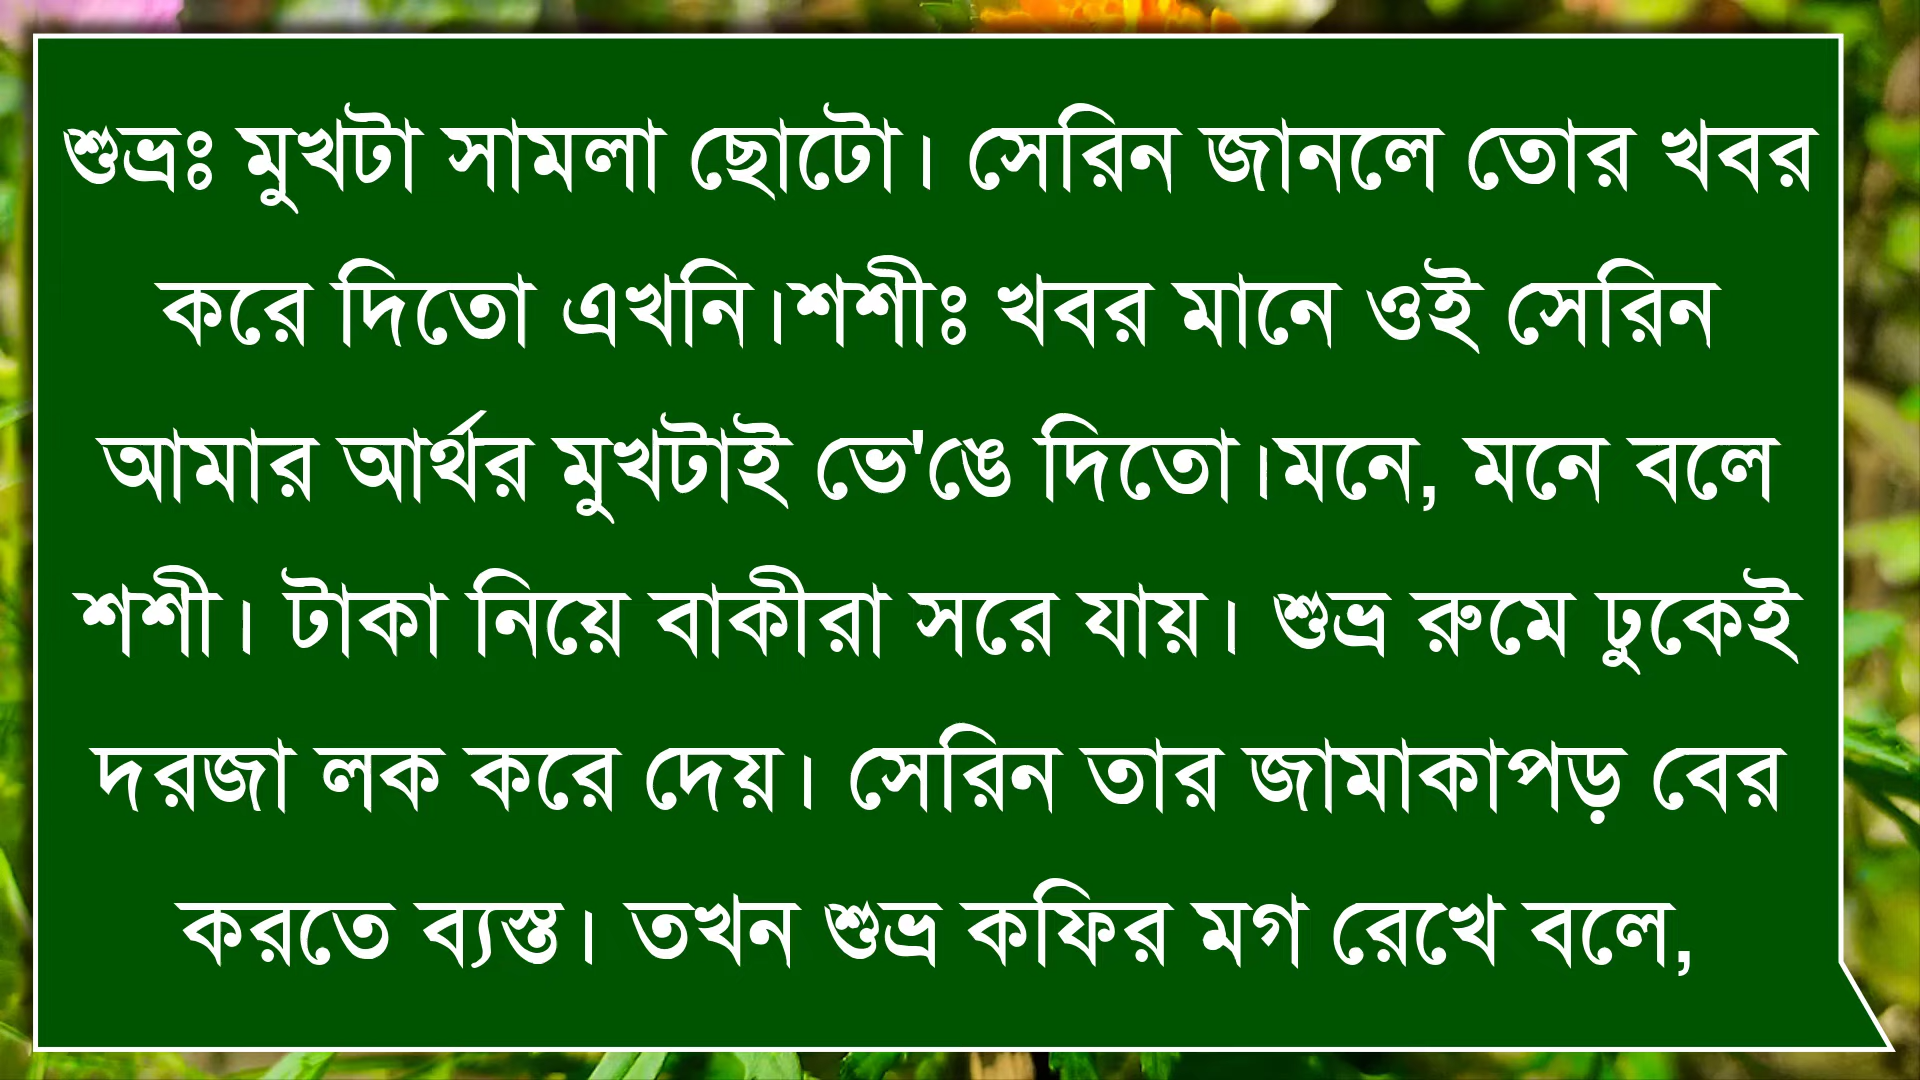 শুভ্রঃ মুখটা সামলা ছোটো। সেরিন জানলে তোর খবর
করে দিতো এখনি।শশীঃ খবর মানে ওই সেরিন
আমার আর্থর মুখটাই ভে'ঙে দিতো।মনে, মনে বলে
শশী। টাকা নিয়ে বাকীরা সরে যায়। শুভ্র রুমে ঢুকেই
দরজা লক করে দেয়। সেরিন তার জামাকাপড় বের
করতে ব্যস্ত। তখন শুভ্র কফির মগ রেখে বলে,